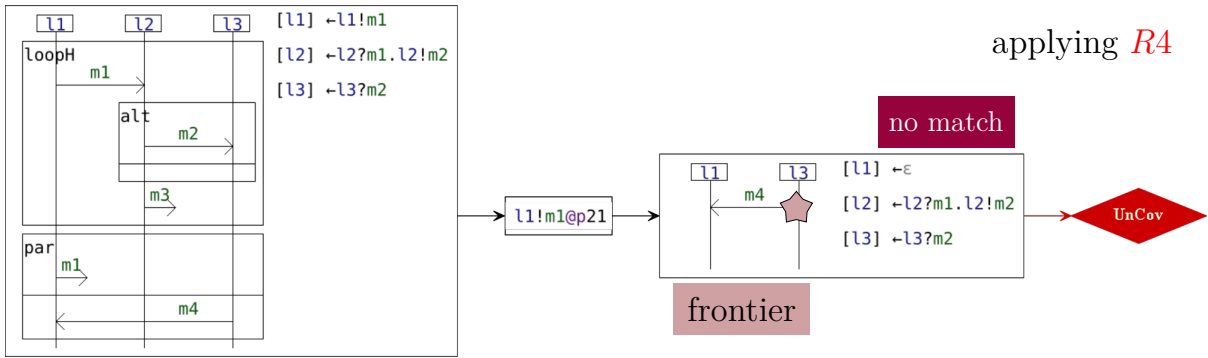 l1 l2 l3
[l1] ←l1!m1
loopH
[l2] ←l2?m1.l2!m2
m1
[l3] ←l3?m2
alt
m2
m3
par
m1
m4
l1!m1@p21
applying R4
no match
l1 l3
[l1] ←ε
m4
[l2] ←l2?m1.l2!m2
[l3] ←l3?m2
frontier
UnCov